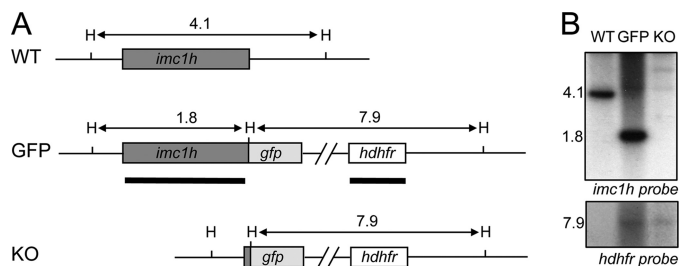 A
4.1
H H
WT
imc1h
1.8 7.9
H H H
GFP
imc1h gfp hdhfr
7.9
H H H
KO
gfp hdhfr
B
WT GFP KO
4.1
1.8
imc1h probe
7.9
hdhfr probe